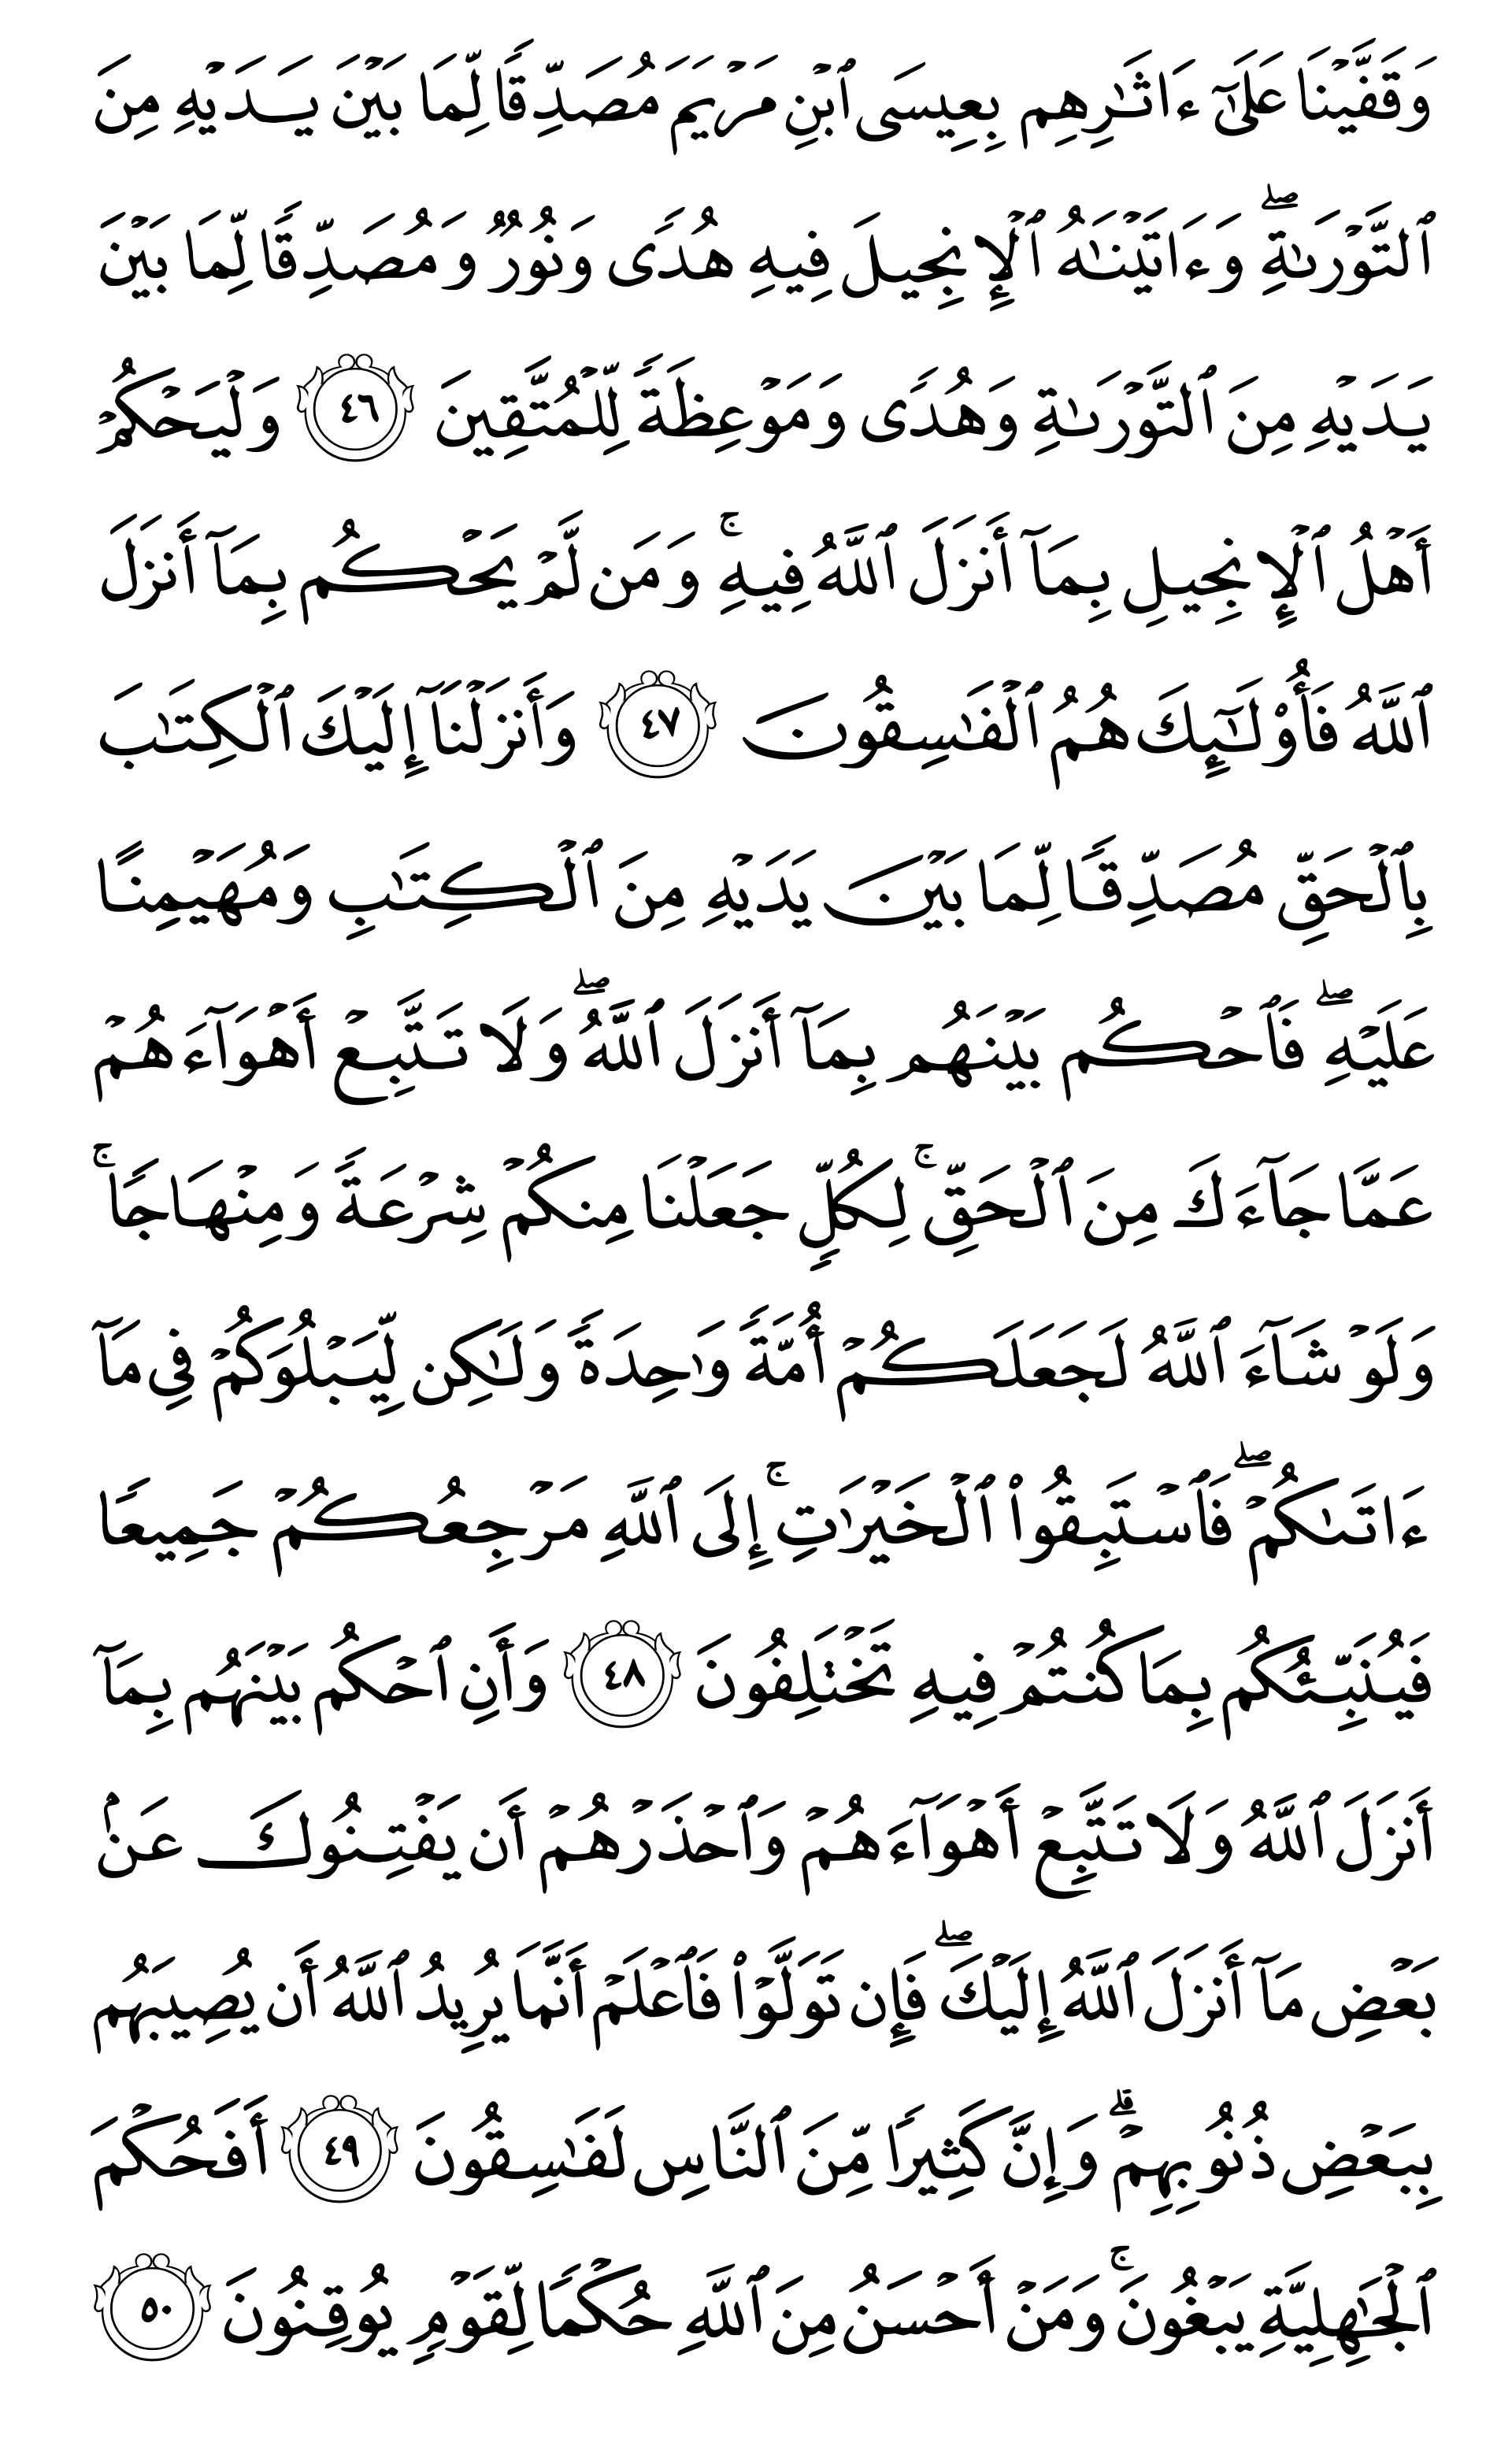 وَقَفَّيۡنَا عَلَىٰٓ ءَاثَٰرِهِم بِعِيسَى ٱبۡنِ مَرۡيَمَ مُصَدِّقٗا لِّمَا بَيۡنَ يَدَيۡهِ مِنَ
ٱلتَّوۡرَىٰةِۖ وَءَاتَيۡنَٰهُ ٱلۡإِنجِيلَ فِيهِ هُدٗى وَنُورٞ وَمُصَدِّقٗا لِّمَا بَيۡنَ
يَدَيۡهِ مِنَ ٱلتَّوۡرَىٰةِ وَهُدٗى وَمَوۡعِظَةٗ لِّلۡمُتَّقِينَ ٤٦ وَلۡيَحۡكُمۡ
أَهۡلُ ٱلۡإِنجِيلِ بِمَآ أَنزَلَ ٱللَّهُ فِيهِۚ وَمَن لَّمۡ يَحۡكُم بِمَآ أَنزَلَ
ٱللَّهُ فَأُوْلَٰٓئِكَ هُمُ ٱلۡفَٰسِقُونَ ٤٧ وَأَنزَلۡنَآ إِلَيۡكَ ٱلۡكِتَٰبَ
بِٱلۡحَقِّ مُصَدِّقٗا لِّمَا بَيۡنَ يَدَيۡهِ مِنَ ٱلۡكِتَٰبِ وَمُهَيۡمِنًا
عَلَيۡهِۖ فَٱحۡكُم بَيۡنَهُم بِمَآ أَنزَلَ ٱللَّهُۖ وَلَا تَتَّبِعۡ أَهۡوَآءَهُمۡ
عَمَّا جَآءَكَ مِنَ ٱلۡحَقِّۚ لِكُلّٖ جَعَلۡنَا مِنكُمۡ شِرۡعَةٗ وَمِنۡهَاجٗاۚ
وَلَوۡ شَآءَ ٱللَّهُ لَجَعَلَكُمۡ أُمَّةٗ وَٰحِدَةٗ وَلَٰكِن لِّيَبۡلُوَكُمۡ فِي مَآ
ءَاتَىٰكُمۡۖ فَٱسۡتَبِقُواْ ٱلۡخَيۡرَٰتِۚ إِلَى ٱللَّهِ مَرۡجِعُكُمۡ جَمِيعٗا
فَيُنَبِّئُكُم بِمَا كُنتُمۡ فِيهِ تَخۡتَلِفُونَ ٤٨ وَأَنِ ٱحۡكُم بَيۡنَهُم بِمَآ
أَنزَلَ ٱللَّهُ وَلَا تَتَّبِعۡ أَهۡوَآءَهُمۡ وَٱحۡذَرۡهُمۡ أَن يَفۡتِنُوكَ عَنۢ
بَعۡضِ مَآ أَنزَلَ ٱللَّهُ إِلَيۡكَۖ فَإِن تَوَلَّوۡاْ فَٱعۡلَمۡ أَنَّمَا يُرِيدُ ٱللَّهُ أَن يُصِيبَهُم
بِبَعۡضِ ذُنُوبِهِمۡۗ وَإِنَّ كَثِيرٗا مِّنَ ٱلنَّاسِ لَفَٰسِقُونَ ٤٩ أَفَحُكۡمَ
ٱلۡجَٰهِلِيَّةِ يَبۡغُونَۚ وَمَنۡ أَحۡسَنُ مِنَ ٱللَّهِ حُكۡمٗا لِّقَوۡمٖ يُوقِنُونَ ٥٠